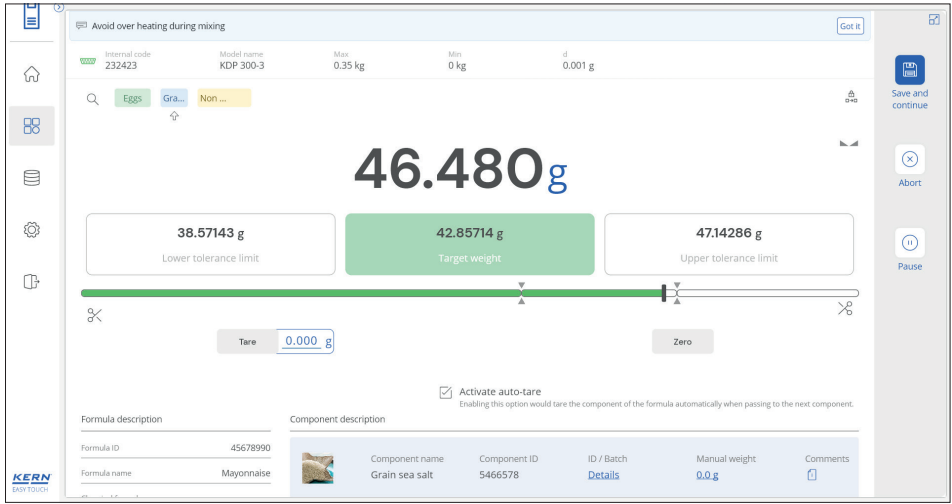 Avoid over heating during mixing
Got it
Internal code Model name Max Min d
232423 KDP 300-3 0.35 kg 0 kg 0.001 g
Save and
continue
Eggs Gra... Non ...
46.480 g
Abort
38.57143 g 42.85714 g 47.14286 g
Lower tolerance limit Target weight Upper tolerance limit
Pause
Tare 0.000 g Zero
Activate auto-tare
Enabling this option would tare the component of the formula automatically when passing to the next component.
Formula description Component description
Formula ID 45678990
Component name Component ID ID / Batch Manual weight Comments
Grain sea salt 5466578 Details 0.0 g
Formula name Mayonnaise
KERN
EASY TOUCH